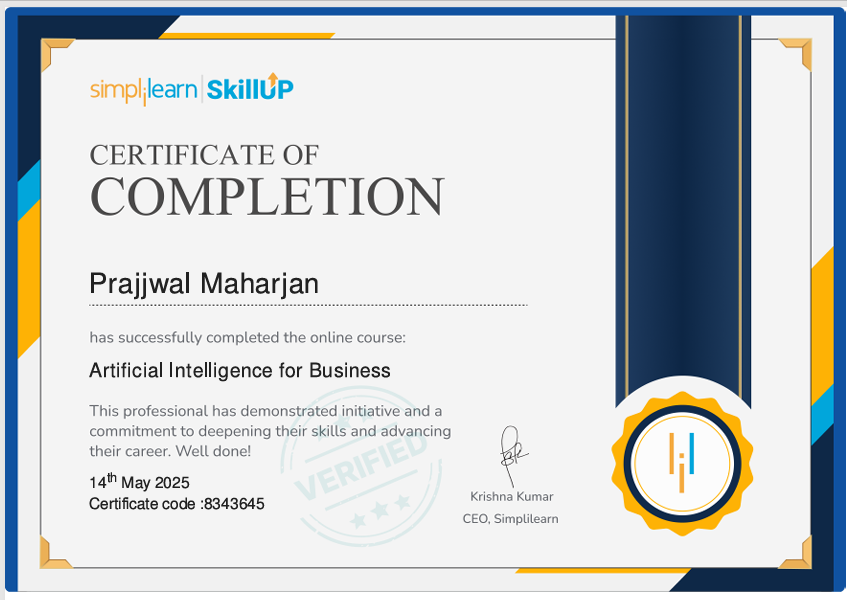 simplilearn | SkillUP
CERTIFICATE OF
COMPLETION
Prajjwal Maharjan
has successfully completed the online course:
Artificial Intelligence for Business
This professional has demonstrated initiative and a
commitment to deepening their skills and advancing
their career. Well done!
VERIFIED
14th May 2025
Certificate code :8343645
Krishna Kumar
CEO, Simplilearn